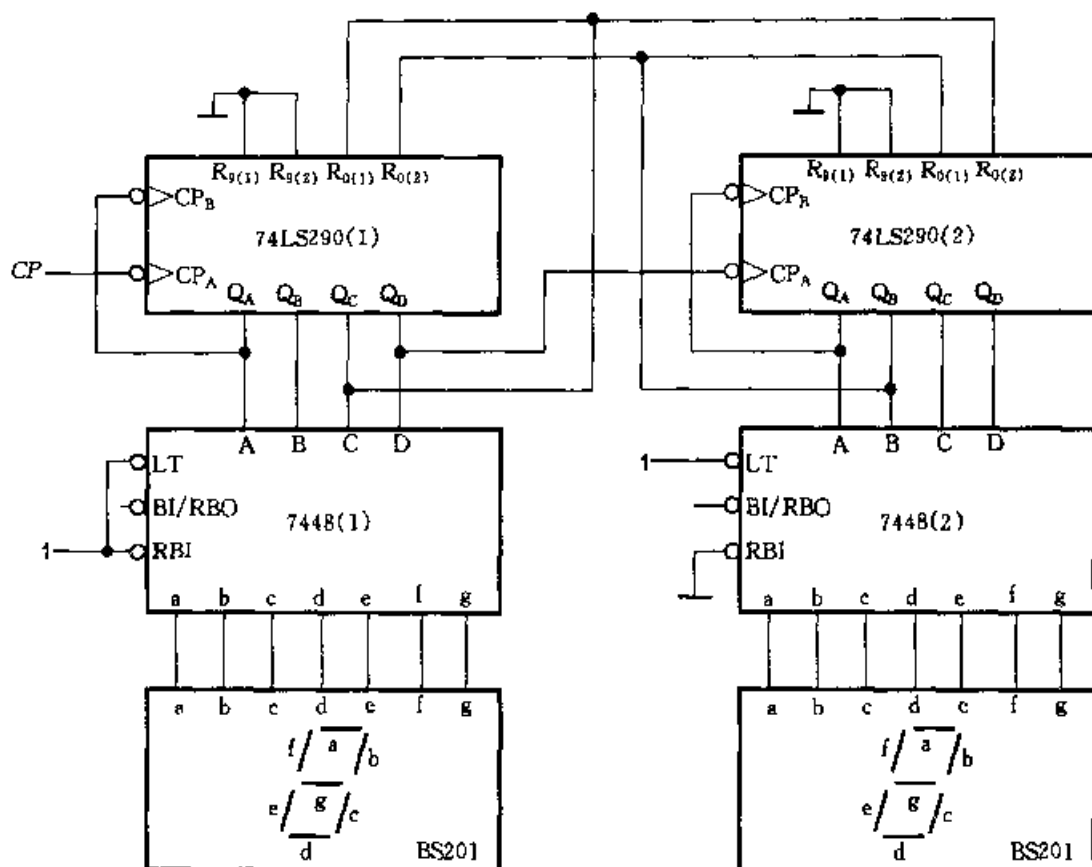 R9(1) R9(2) R0(1) R0(2)
R9(1) R9(2) R0(1) R0(2)
CPB
CPB
74LS290(1)
74LS290(2)
CP
CPA
CPA
QA QB QC QD
QA QB QC QD
A B C D
A B C D
LT
1
LT
BI/RBO
BI/RBO
7448(1)
7448(2)
1
RBI
RBI
a b c d e f g
a b c d e f g
a b c d e f g
a b c d e f g
f a b
f a b
e g c
e g c
d
BS201
d
BS201